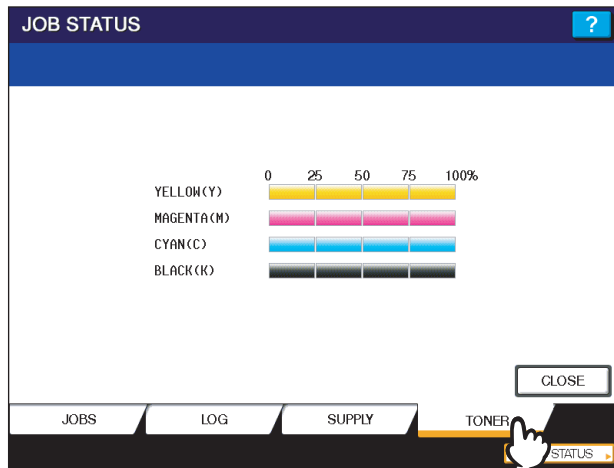 JOB STATUS ?
0 25 50 75 100%
YELLOW(Y)
MAGENTA(M)
CYAN(C)
BLACK(K)
CLOSE
JOBS LOG SUPPLY TONER
STATUS